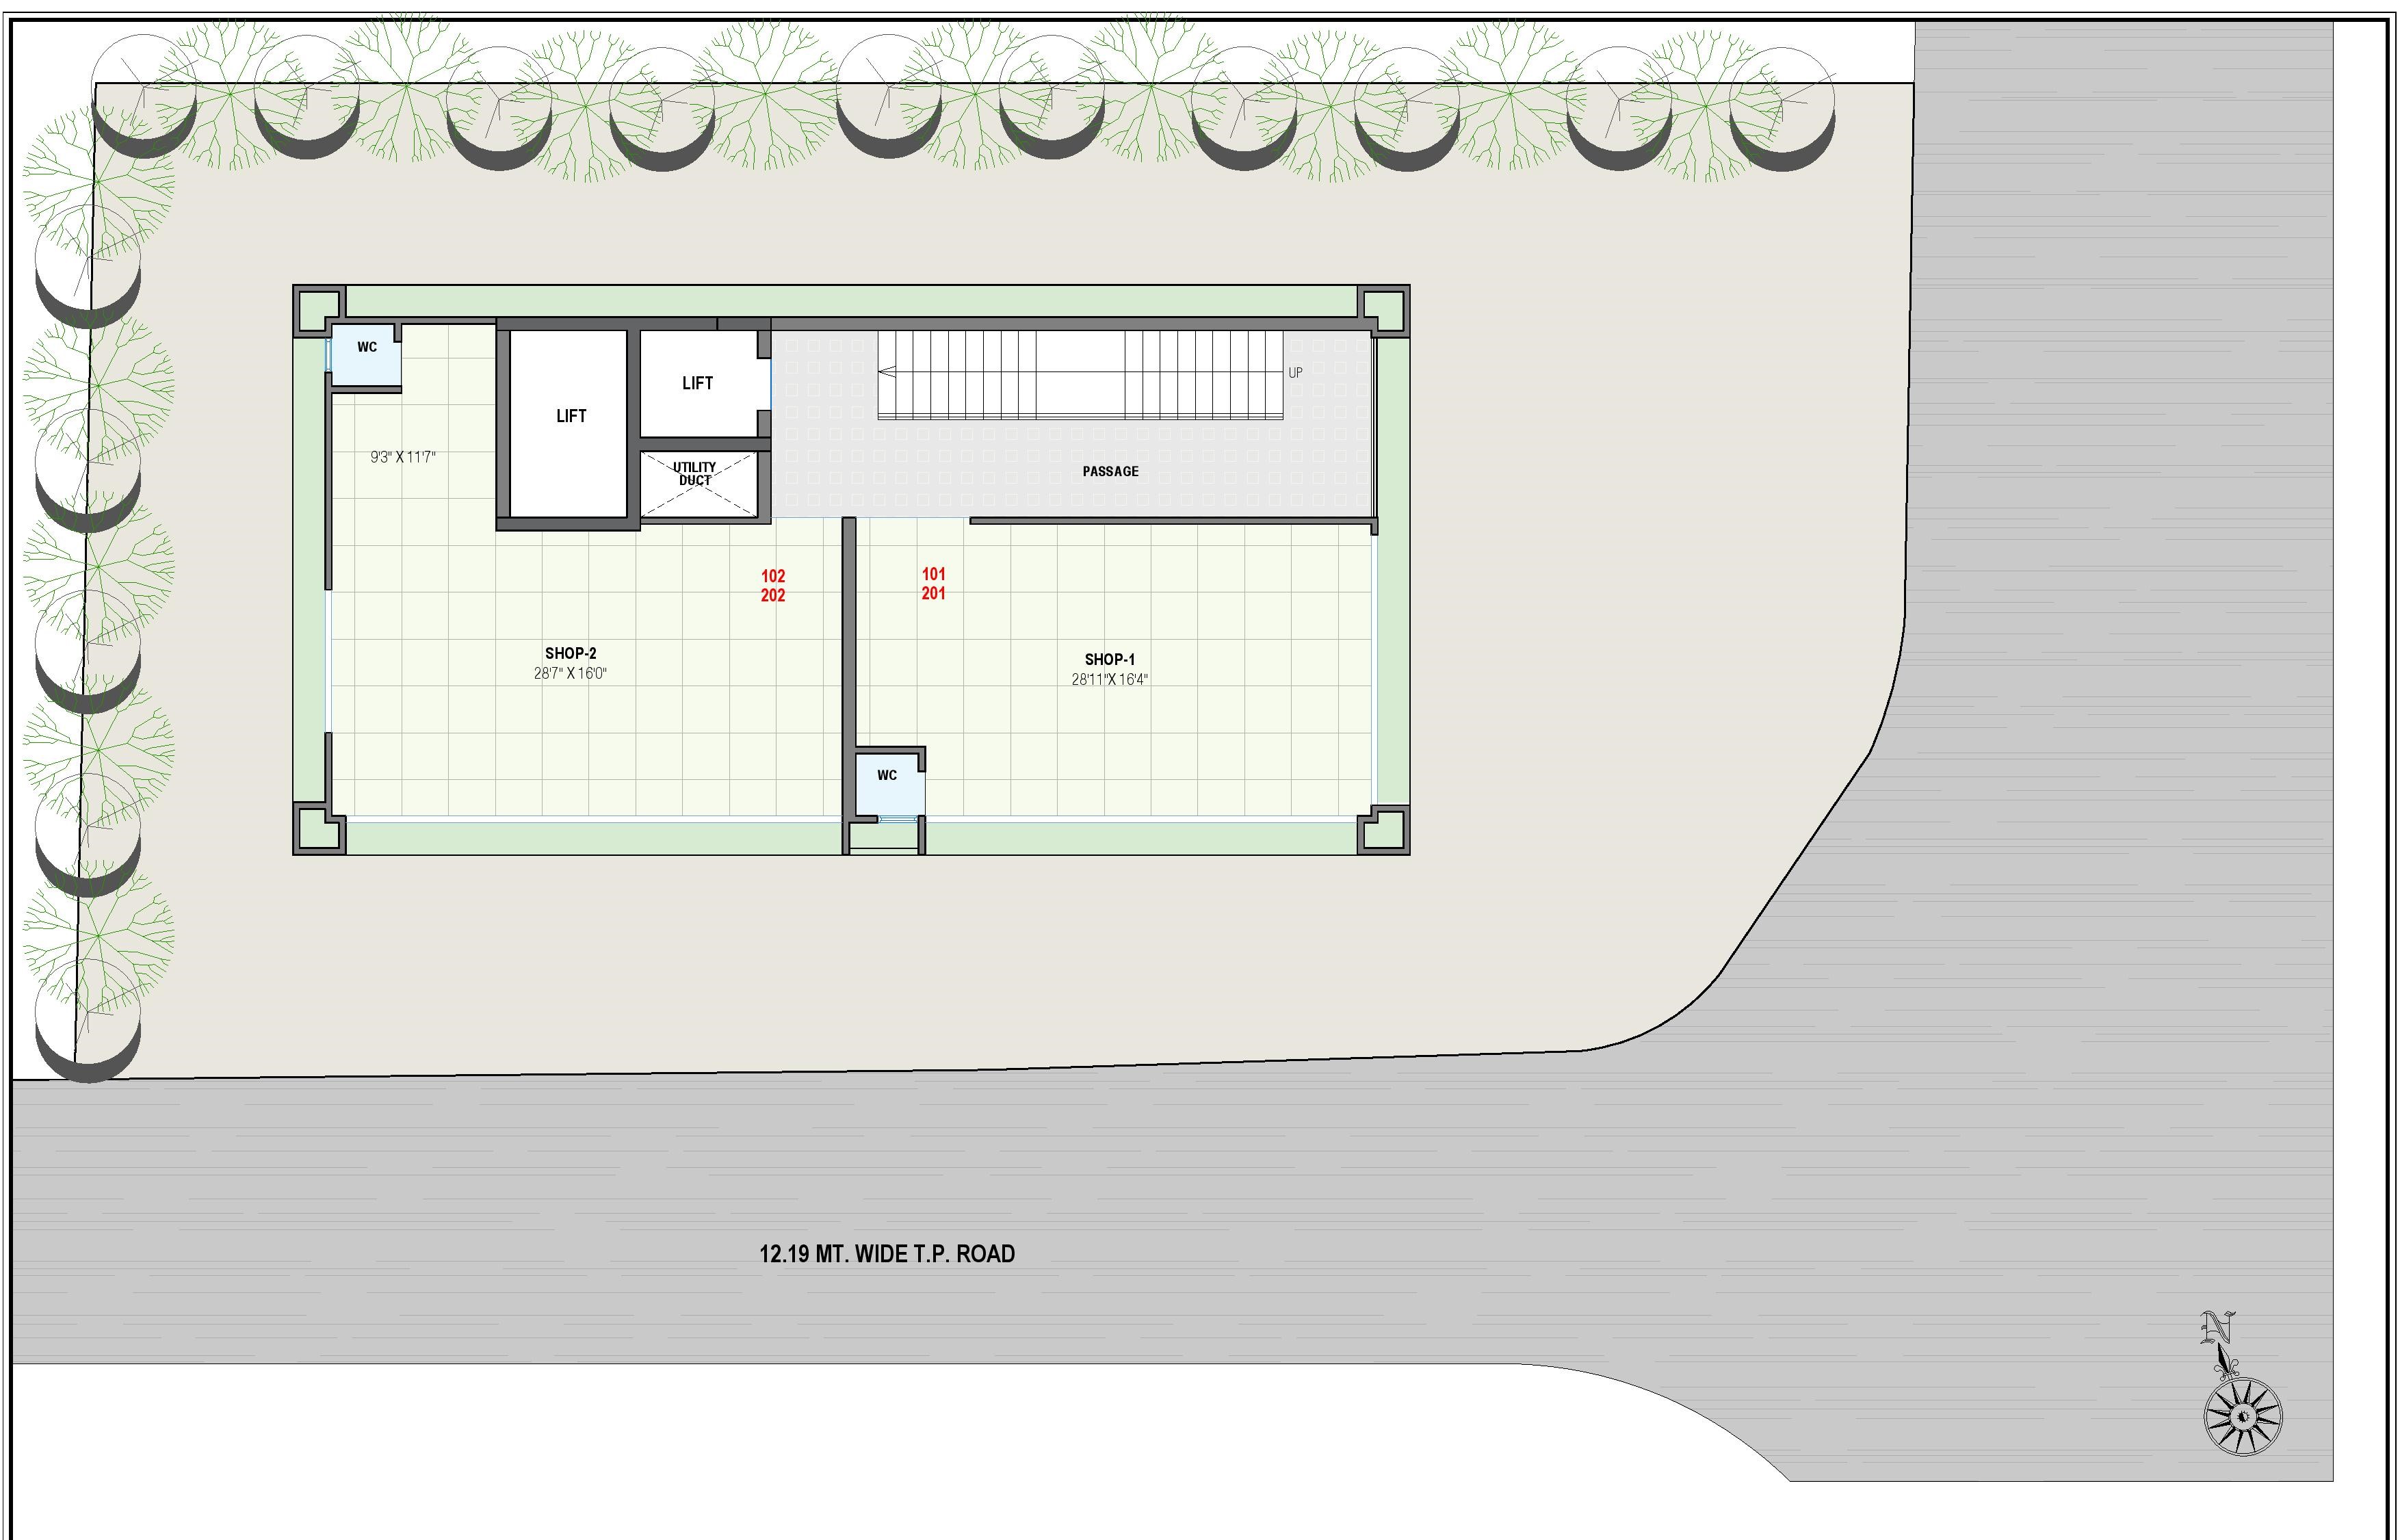 WC
LIFT
LIFT
UP
9'3" X 11'7"
UTILITY
DUCT
PASSAGE
102
202
101
201
SHOP-2
28'7" X 16'0"
SHOP-1
28'11"X 16'4"
WC
12.19 MT. WIDE T.P. ROAD
N